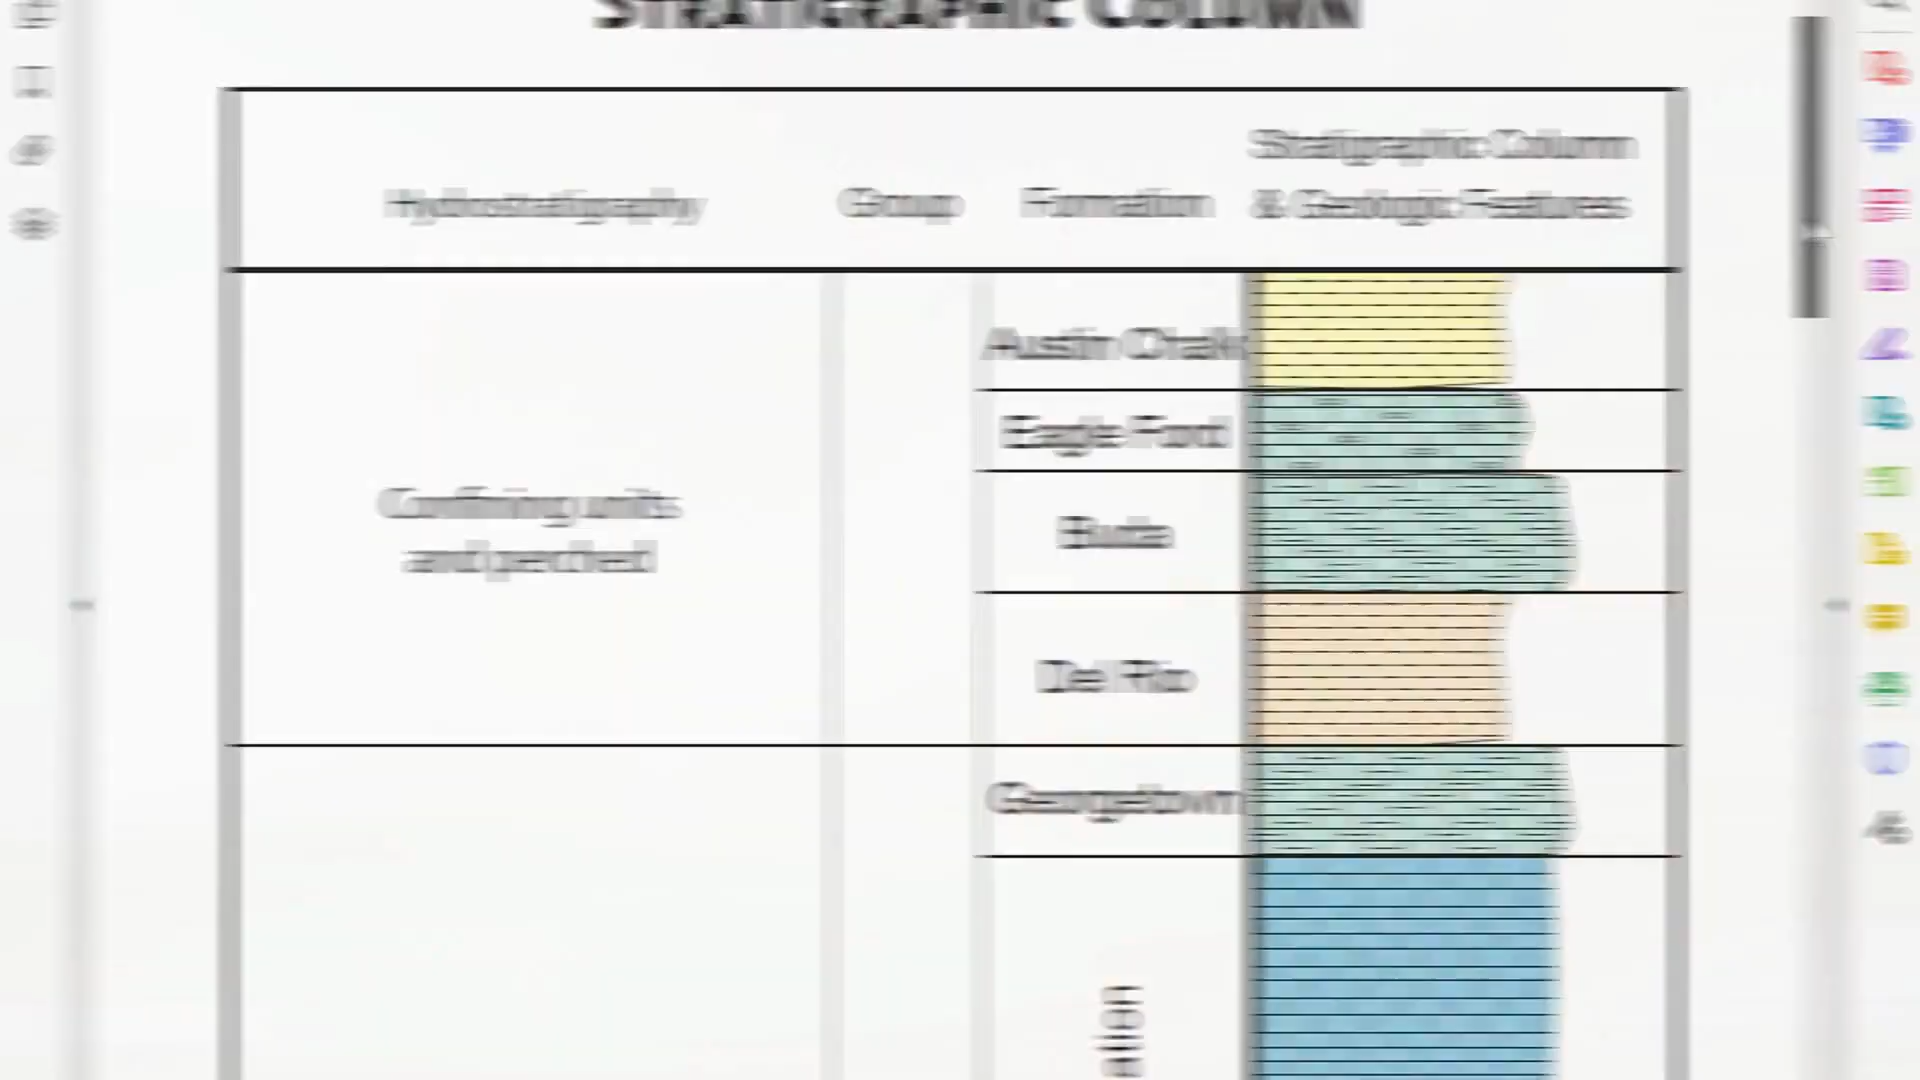 STRATIGRAPHIC COLUMN
Stratigraphic Column
Hydrostratigraphy Group Formation & Geologic Features
Austin Chalk
Eagle Ford
Confining units
and perched
Buda
Del Rio
Georgetown